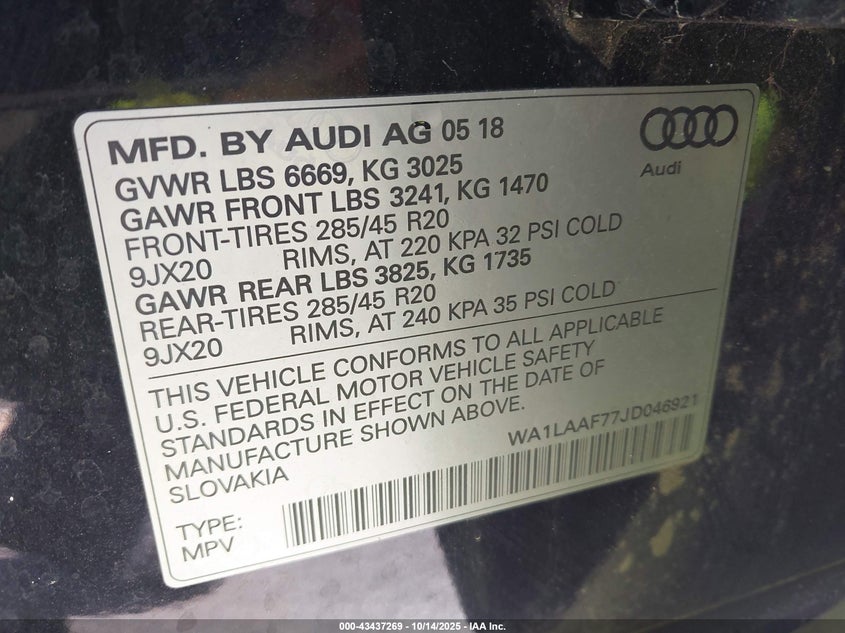 MFD. BY AUDI AG 05 18
Audi
GVWR LBS 6669, KG 3025
GAWR FRONT LBS 3241, KG 1470
FRONT-TIRES 285/45 R20
9JX20 RIMS, AT 220 KPA 32 PSI COLD
GAWR REAR LBS 3825, KG 1735
REAR-TIRES 285/45 R20
9JX20 RIMS, AT 240 KPA 35 PSI COLD
THIS VEHICLE CONFORMS TO ALL APPLICABLE
U.S. FEDERAL MOTOR VEHICLE SAFETY
STANDARDS IN EFFECT ON THE DATE OF
MANUFACTURE SHOWN ABOVE.
SLOVAKIA
WA1LAAF77JD046921
TYPE:
MPV
000-43437269 - 10/14/2025 - IAA Inc.